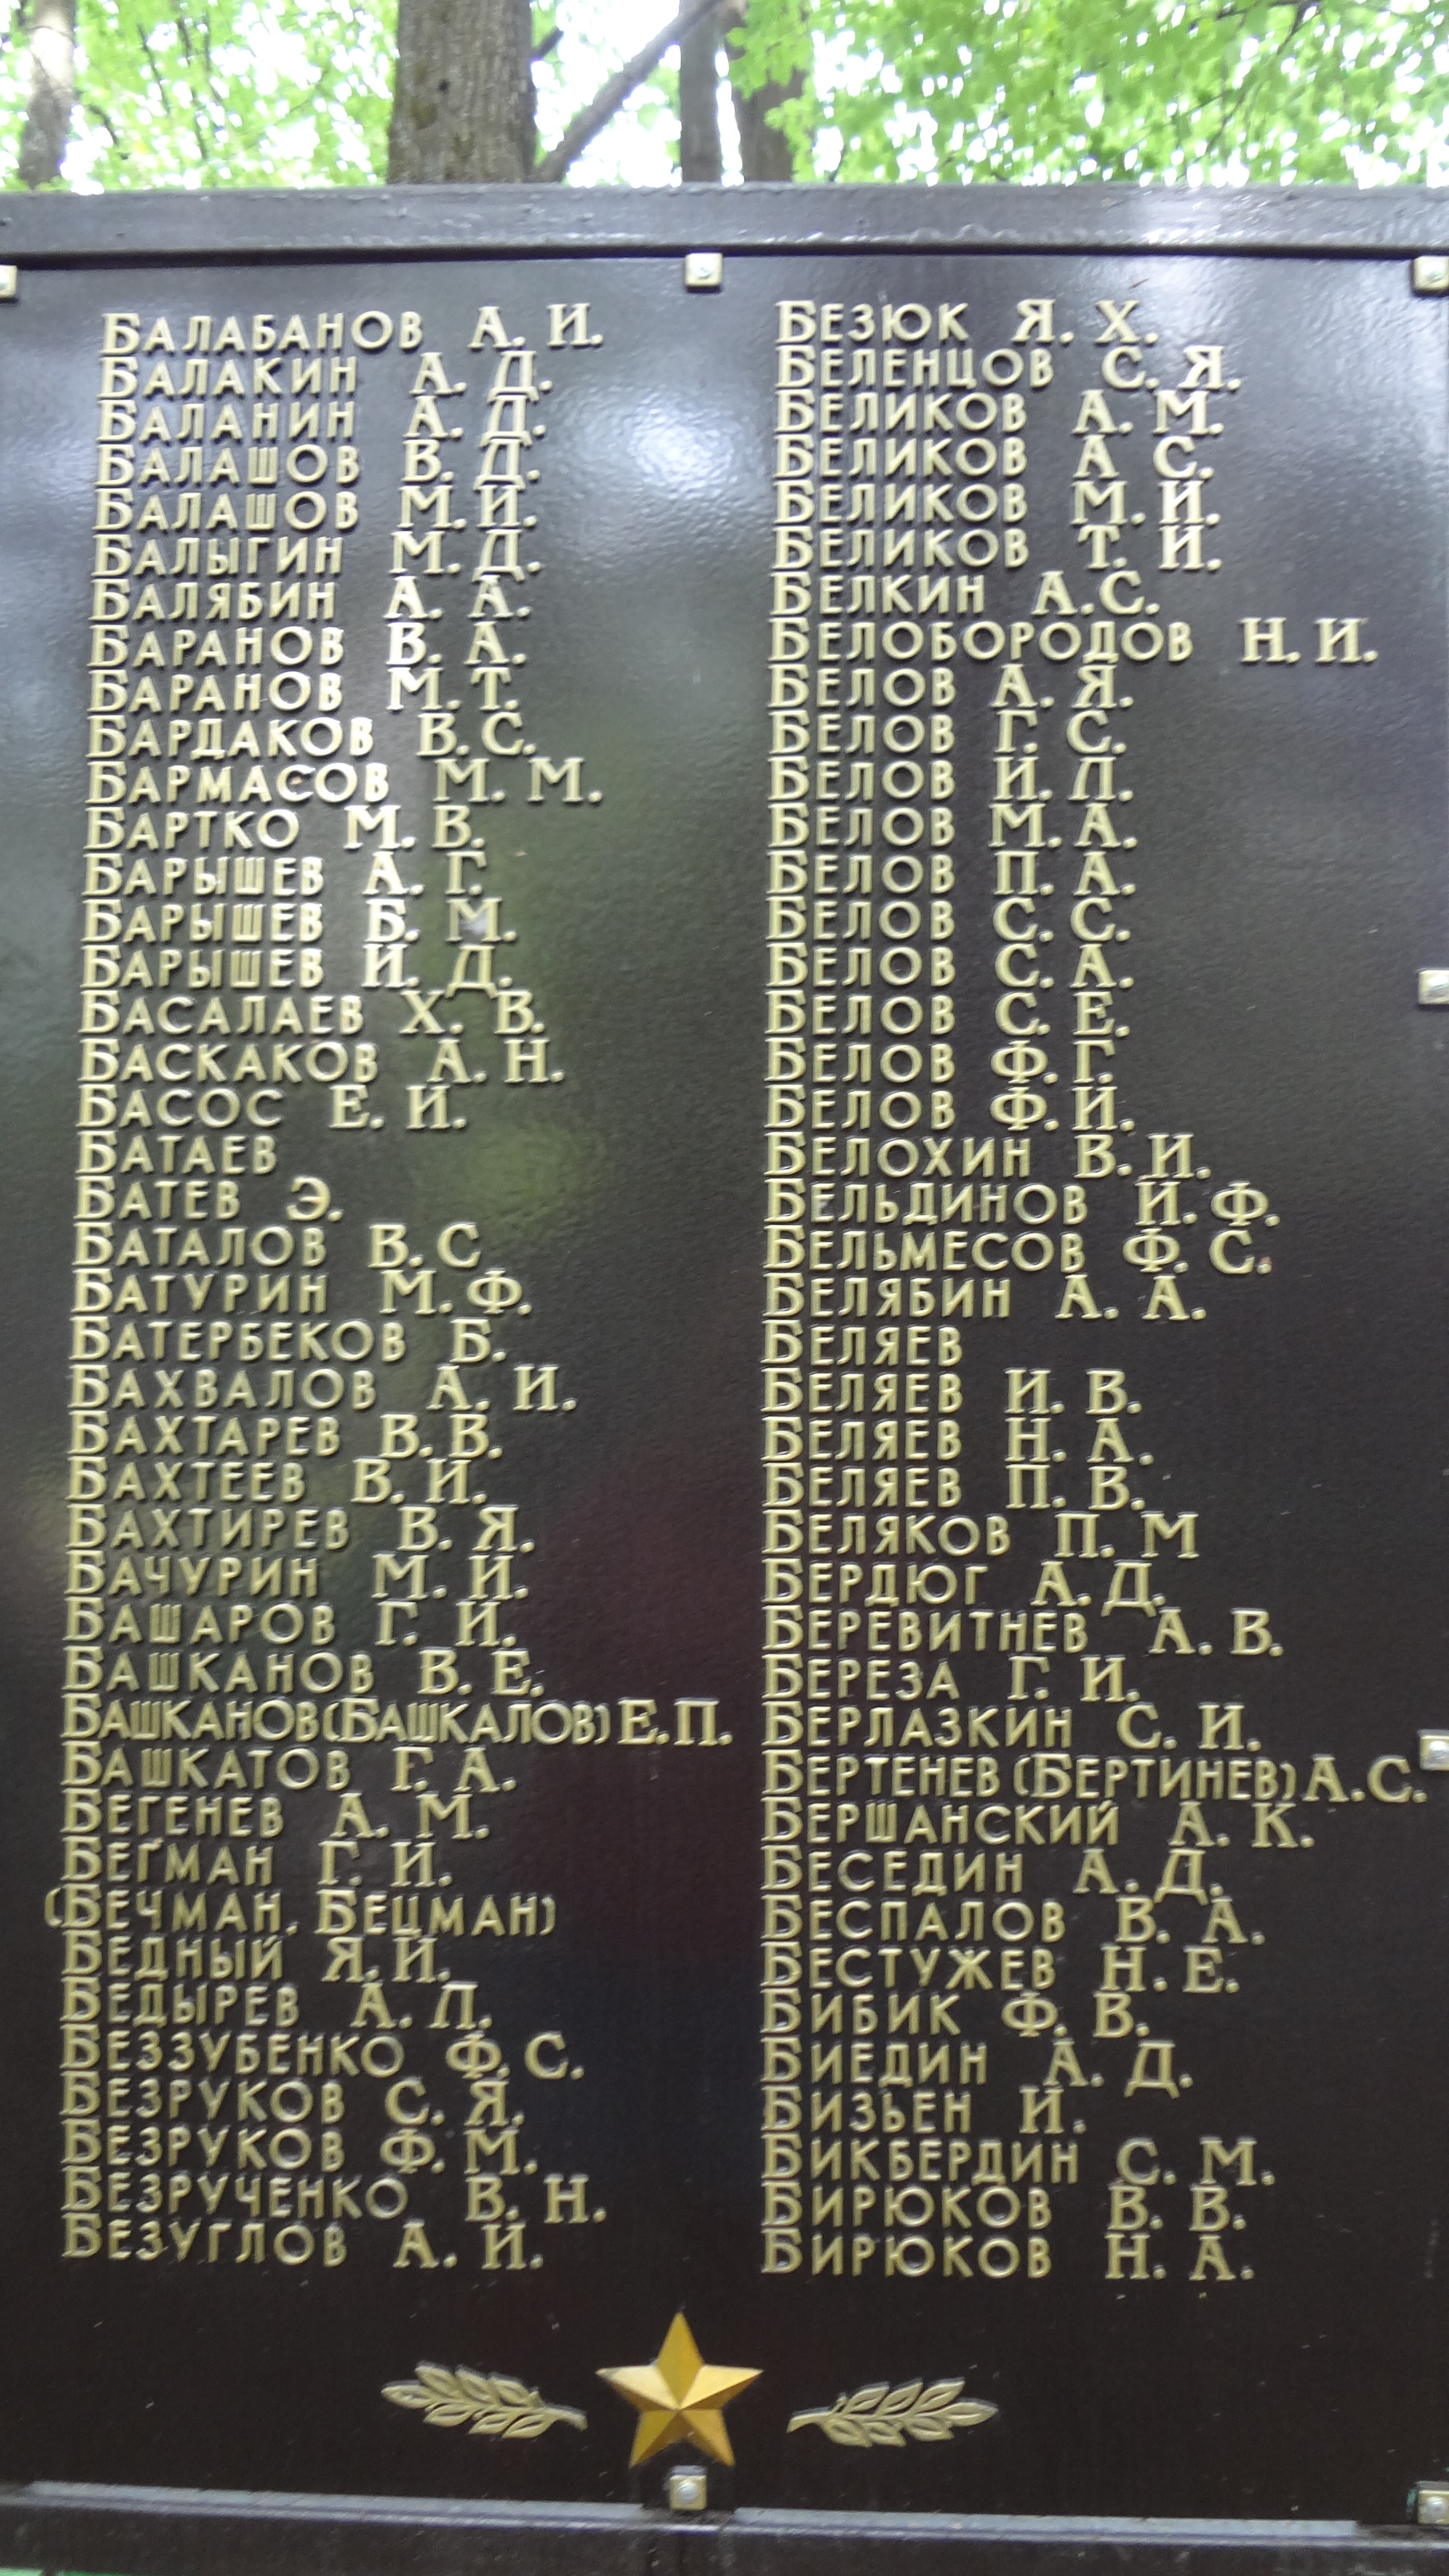 БАЛАБАНОВ А. И.
БАЛАКИН А. Д.
БАЛАНИН А. Д.
БАЛАШОВ В. Д.
БАЛАШОВ М. И.
БАЛЫГИН М. Д.
БАЛЯБИН А. А.
БАРАНОВ В. А.
БАРАНОВ М. Т.
БАРДАКОВ В. С.
БАРМАСОВ М. М.
БАРТКО М. В.
БАРЫШЕВ А. Г.
БАРЫШЕВ Б. М.
БАРЫШЕВ И. Д.
БАСАЛАЕВ Х. В.
БАСКАКОВ А. Н.
БАСОС Е. И.
БАТАЕВ
БАТЕВ Э.
БАТАЛОВ В. С
БАТУРИН М. Ф.
БАТЕРБЕКОВ Б.
БАХВАЛОВ А. И.
БАХТАРЕВ В. В.
БАХТЕЕВ В. И.
БАХТИРЕВ В. Я.
БАЧУРИН М. И.
БАШАРОВ Г. И.
БАШКАНОВ В. Е.
БАШКАНОВ (БАШКАЛОВ) Е. П.
БАШКАТОВ Г. А.
БЕГЕНЕВ А. М.
БЕГМАН Г. И.
(БЕЧМАН, БЕЦМАН)
БЕДНЫЙ Я. И.
БЕДЫРЕВ А. Л.
БЕЗЗУБЕНКО Ф. С.
БЕЗРУКОВ С. Я.
БЕЗРУКОВ Ф. М.
БЕЗРУЧЕНКО В. Н.
БЕЗУГЛОВ А. И.
БЕЗЮК Я. Х.
БЕЛЕНЦОВ С. Я.
БЕЛИКОВ А. М.
БЕЛИКОВ А С.
БЕЛИКОВ М. И.
БЕЛИКОВ Т. И.
БЕЛКИН А. С.
БЕЛОБОРОДОВ Н. И.
БЕЛОВ А. Я.
БЕЛОВ Г. С.
БЕЛОВ И. Л.
БЕЛОВ М. А.
БЕЛОВ П. А.
БЕЛОВ С. С.
БЕЛОВ С. А.
БЕЛОВ С. Е.
БЕЛОВ Ф. Г.
БЕЛОВ Ф. И.
БЕЛОХИН В. И.
БЕЛЬДИНОВ И. Ф.
БЕЛЬМЕСОВ Ф. С.
БЕЛЯБИН А. А.
БЕЛЯЕВ
БЕЛЯЕВ И. В.
БЕЛЯЕВ Н. А.
БЕЛЯЕВ П. В.
БЕЛЯКОВ П. М
БЕРДЮГ А. Д.
БЕРЕВИТНЕВ А. В.
БЕРЕЗА Г. И.
БЕРЛАЗКИН С. И.
БЕРТЕНЕВ (БЕРТИНЕВ) А. С.
БЕРШАНСКИЙ А. К.
БЕСЕДИН А. Д.
БЕСПАЛОВ В. А.
БЕСТУЖЕВ Н. Е.
БИБИК Ф. В.
БИЕДИН А. Д.
БИЗЬЕН И.
БИКБЕРДИН С. М.
БИРЮКОВ В. В.
БИРЮКОВ Н. А.